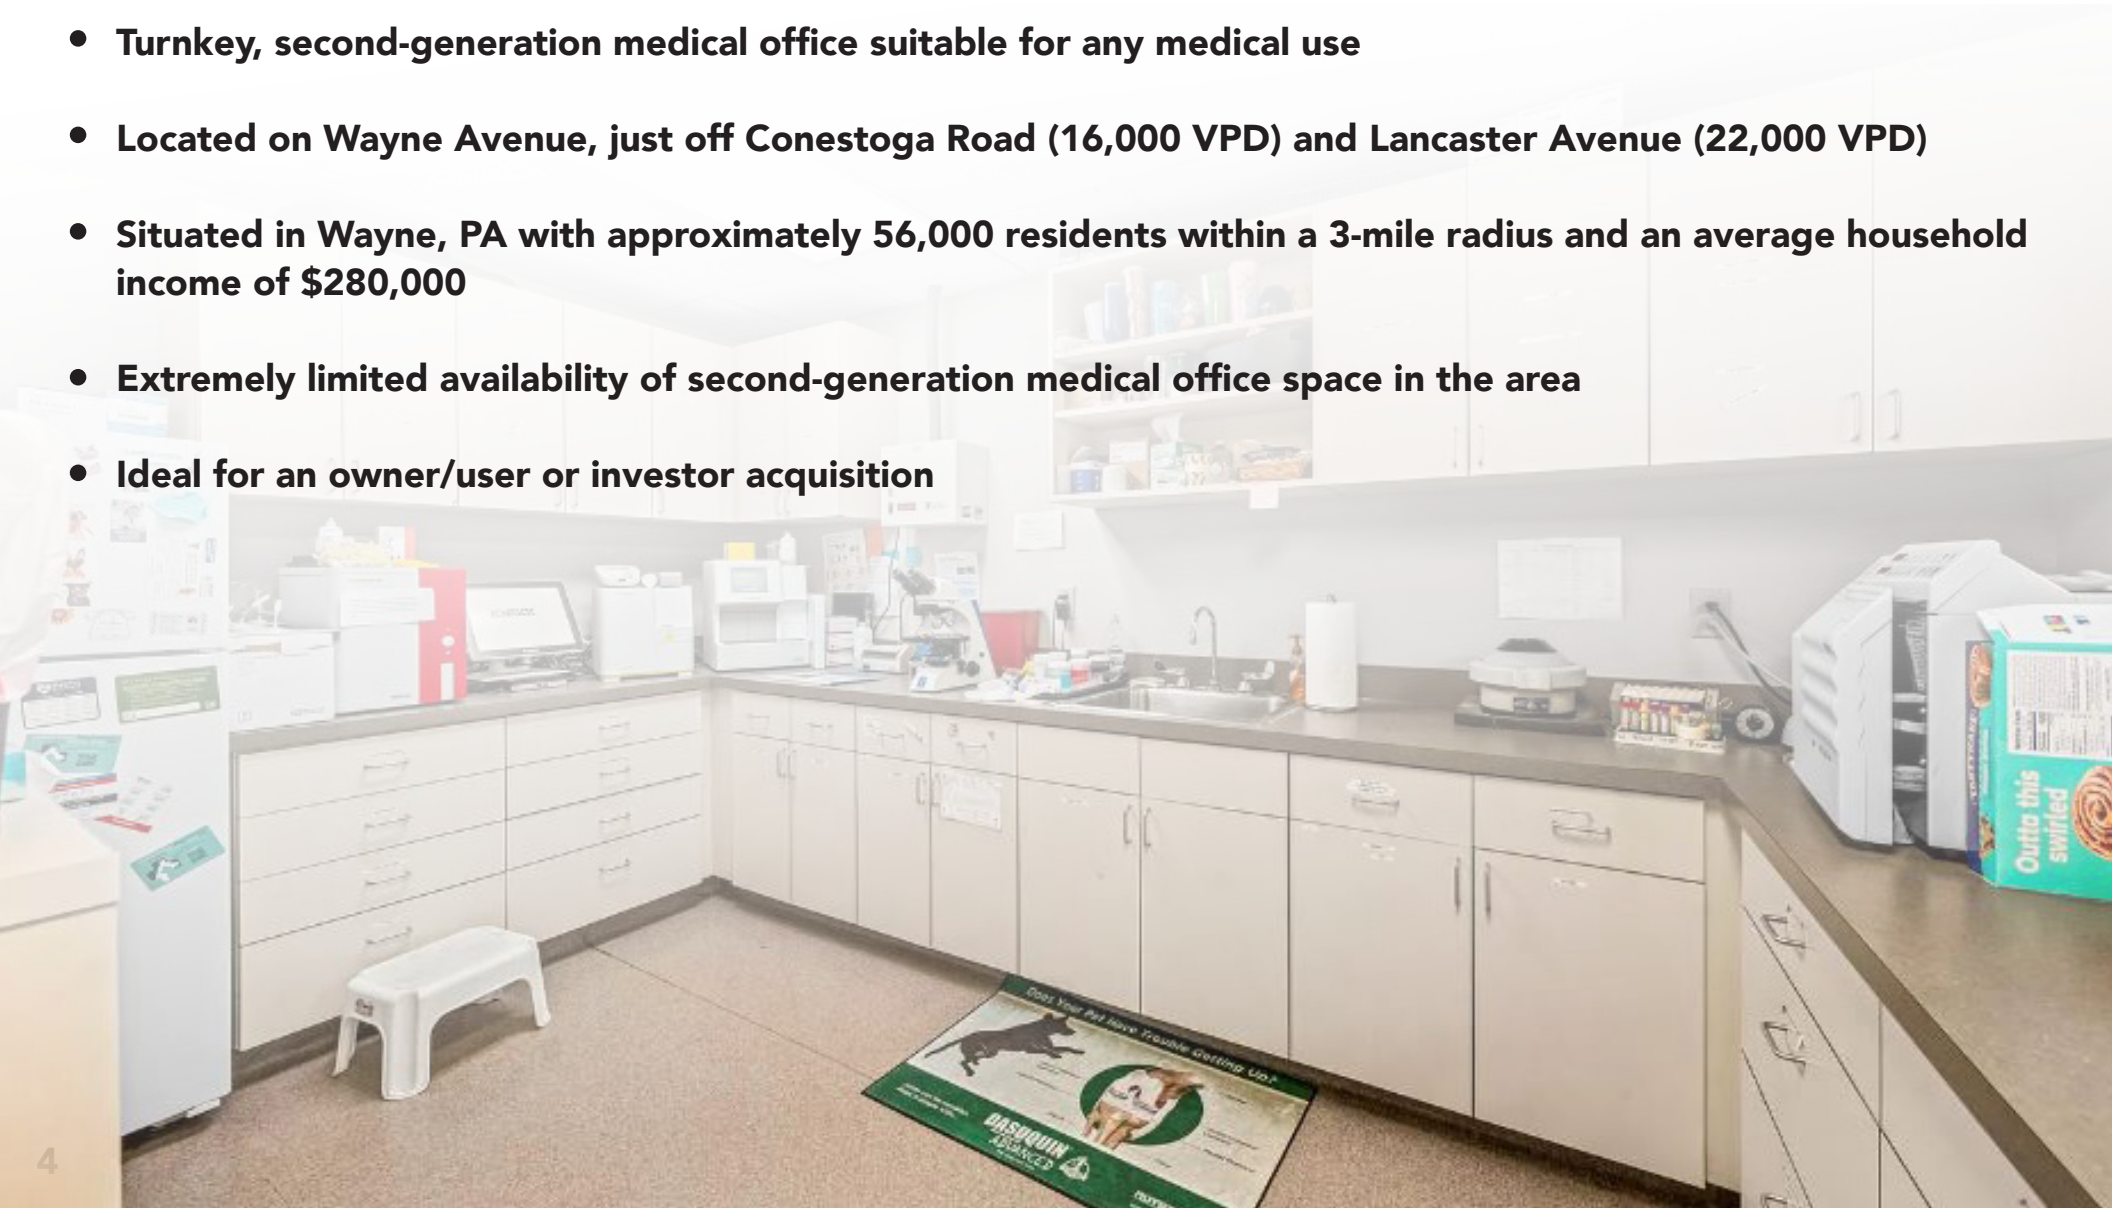 • Turnkey, second-generation medical office suitable for any medical use
• Located on Wayne Avenue, just off Conestoga Road (16,000 VPD) and Lancaster Avenue (22,000 VPD)
• Situated in Wayne, PA with approximately 56,000 residents within a 3-mile radius and an average household
income of $280,000
• Extremely limited availability of second-generation medical office space in the area
• Ideal for an owner/user or investor acquisition
Outta this
swirled
Does Your Pet Have Trouble Getting Up?
DASUQUIN
ADVANCED
4